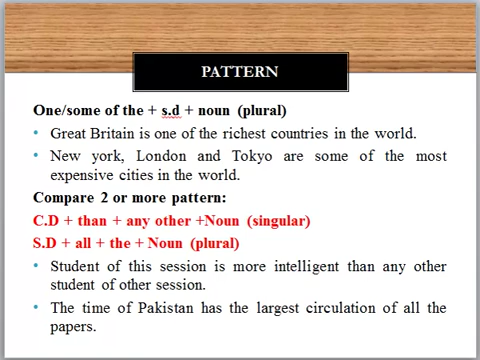 PATTERN
One/some of the + s.d + noun (plural)
• Great Britain is one of the richest countries in the world.
• New york, London and Tokyo are some of the most
expensive cities in the world.
Compare 2 or more pattern:
C.D + than + any other +Noun (singular)
S.D + all + the + Noun (plural)
• Student of this session is more intelligent than any other
student of other session.
• The time of Pakistan has the largest circulation of all the
papers.